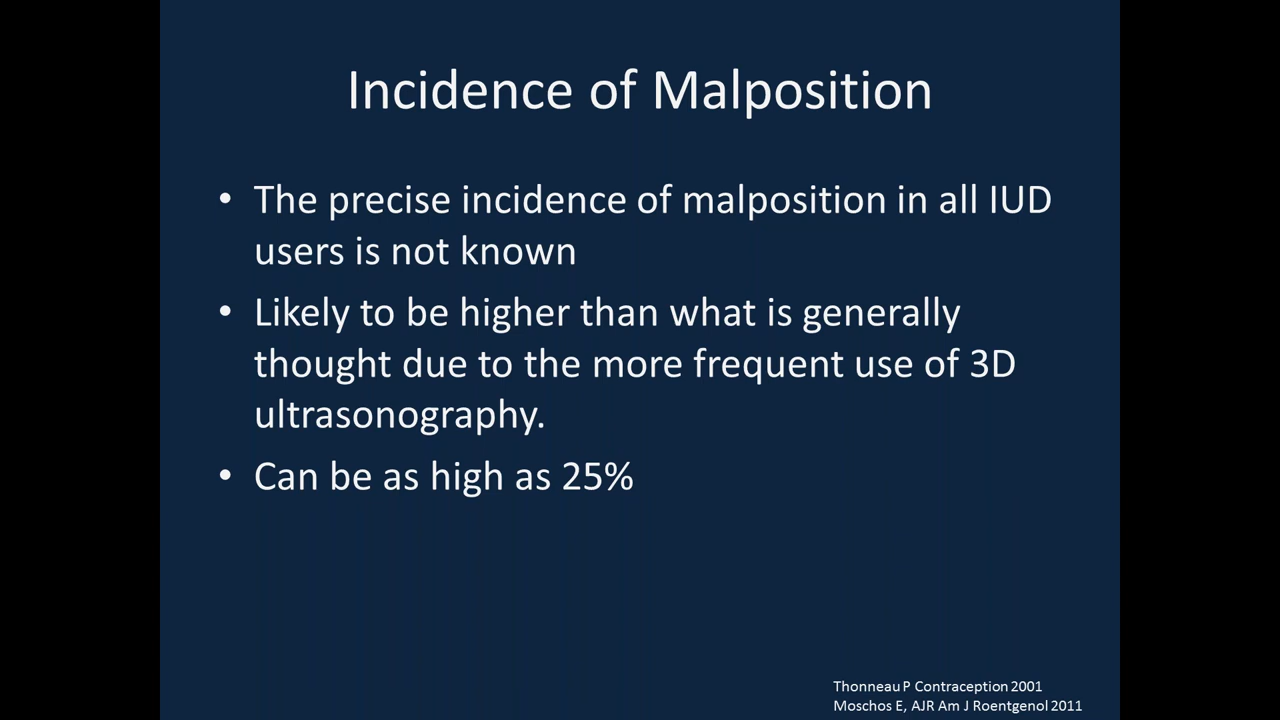 Incidence of Malposition
• The precise incidence of malposition in all IUD
users is not known
• Likely to be higher than what is generally
thought due to the more frequent use of 3D
ultrasonography.
• Can be as high as 25%
Thonneau P Contraception 2001
Moschos E, AJR Am J Roentgenol 2011